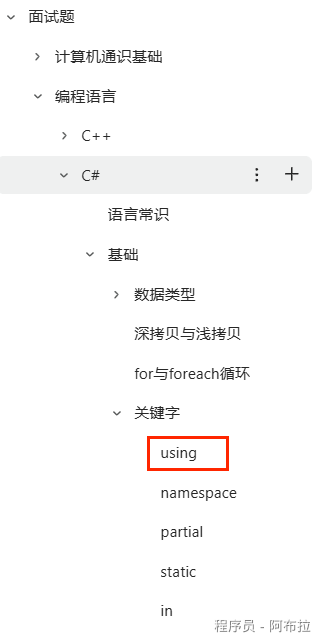 面试题
计算机通识基础
编程语言
C++
C#
语言常识
基础
数据类型
深拷贝与浅拷贝
for与foreach循环
关键字
using
namespace
partial
static
in
程序员 - 阿布拉